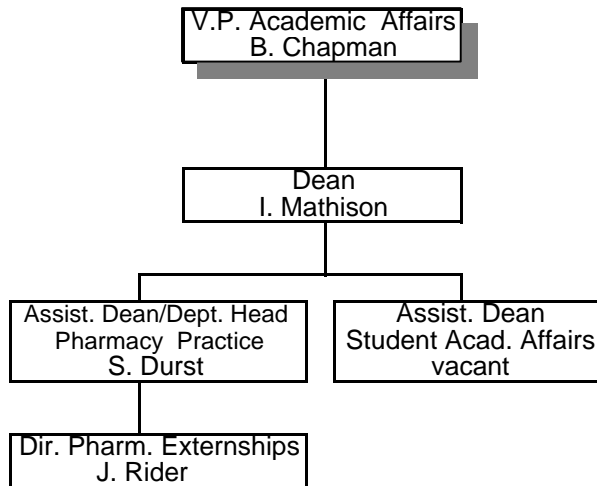 V.P. Academic Affairs
B. Chapman
Dean
I. Mathison
Assist. Dean/Dept. Head
Pharmacy Practice
S. Durst
Assist. Dean
Student Acad. Affairs
vacant
Dir. Pharm. Externships
J. Rider